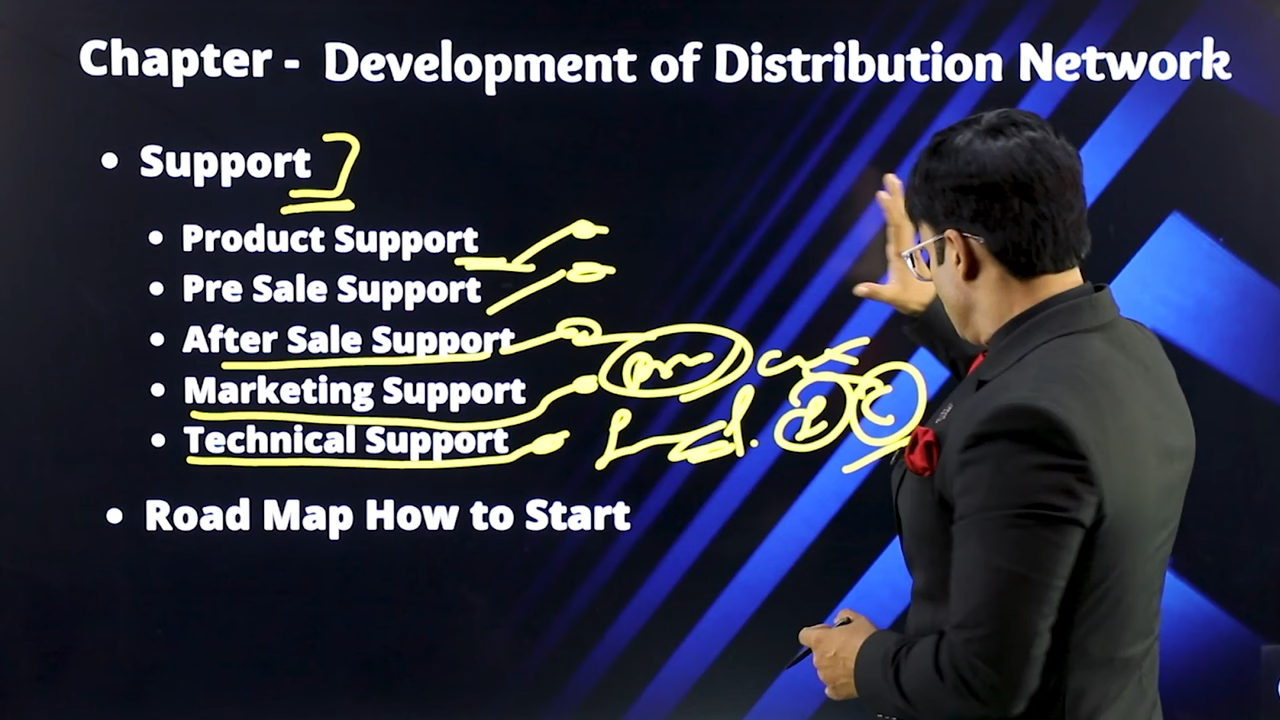 Chapter - Development of Distribution Network
• Support
• Product Support
• Pre Sale Support
• After Sale Support
• Marketing Support
• Technical Support
• Road Map How to Start